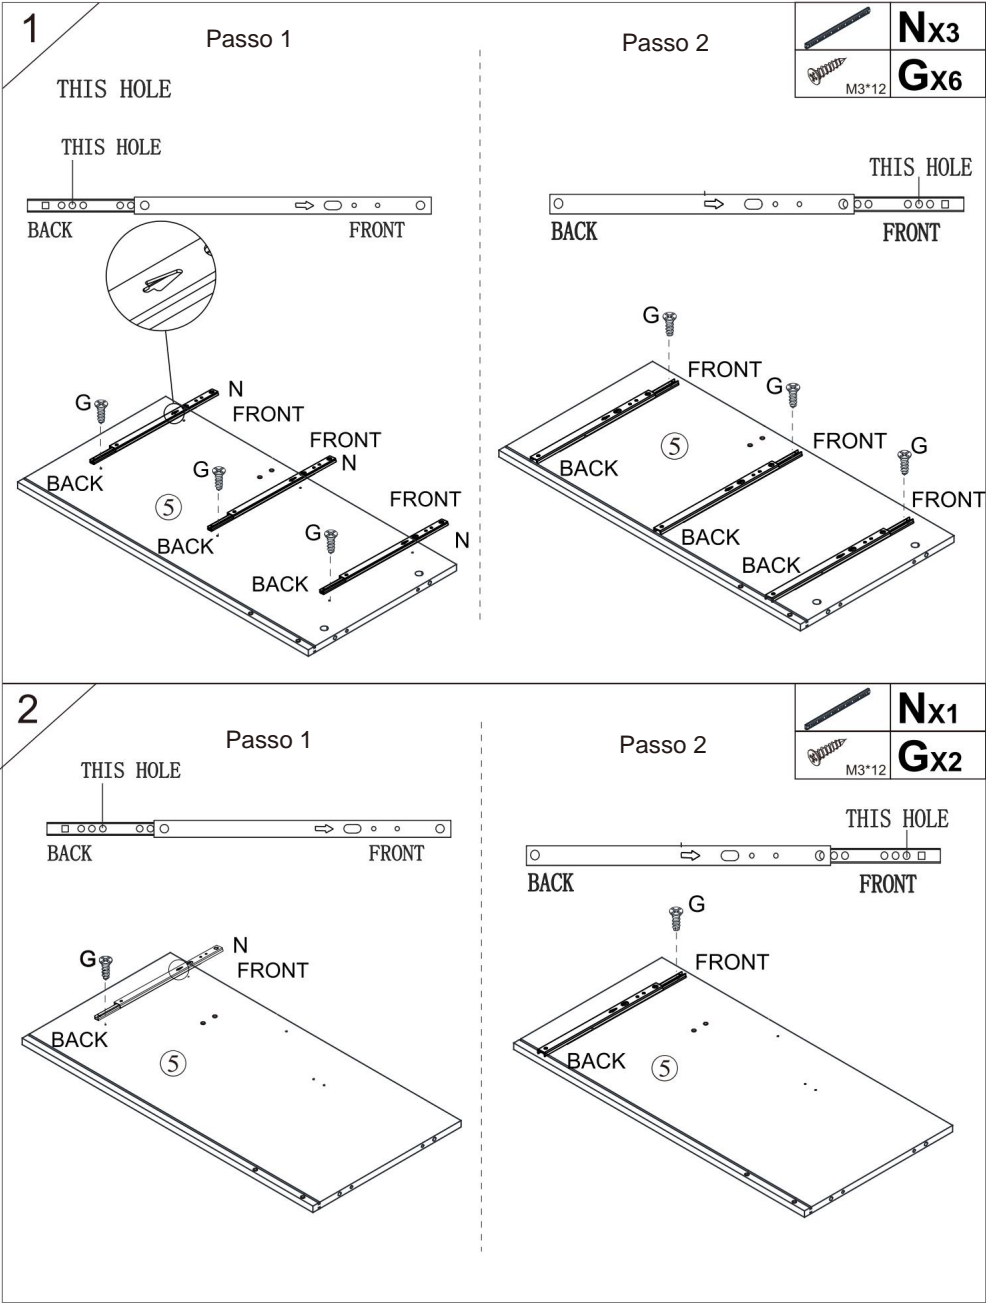 1
Passo 1
Passo 2
NX3
M3*12
GX6
THIS HOLE
THIS HOLE
BACK
FRONT
THIS HOLE
BACK
FRONT
G
N
FRONT
BACK
G
FRONT
N
BACK
5
G
FRONT
N
BACK
G
FRONT
BACK
5
G
FRONT
BACK
G
FRONT
BACK
2
Passo 1
Passo 2
NX1
M3*12
GX2
THIS HOLE
BACK
FRONT
THIS HOLE
BACK
FRONT
G
N
FRONT
BACK
5
G
FRONT
BACK
5